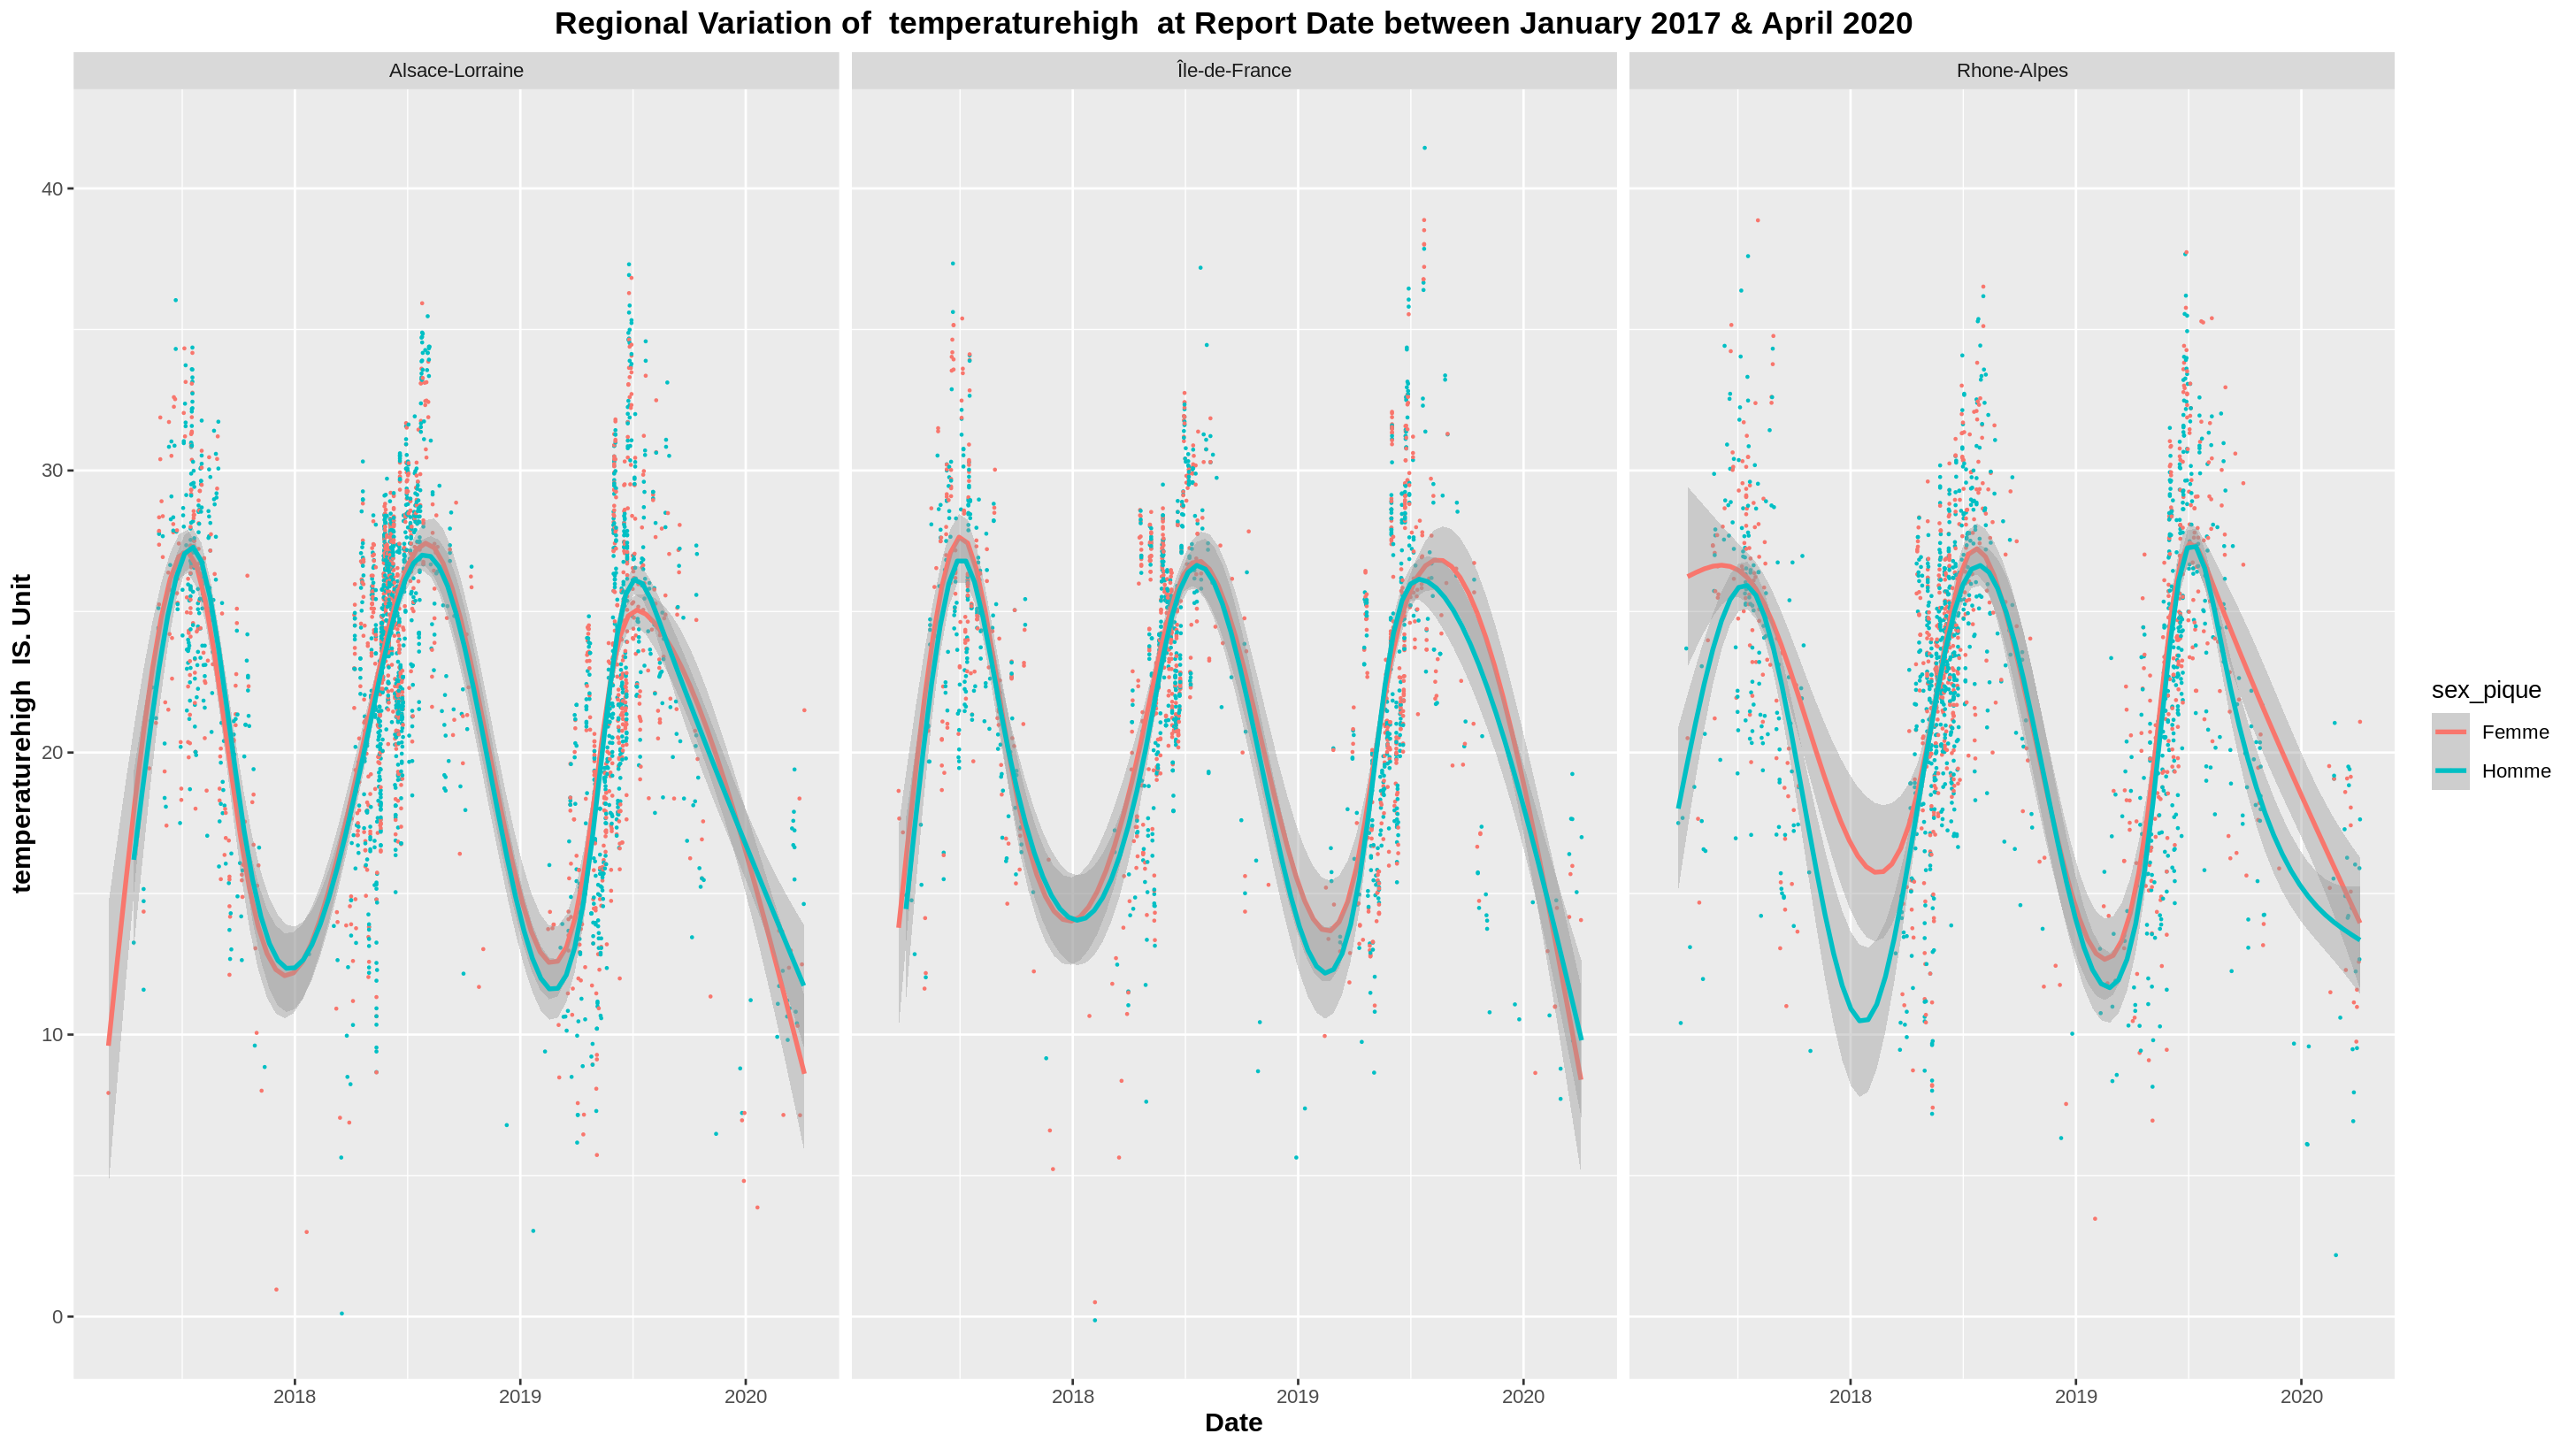 Regional Variation of  temperaturehigh  at Report Date between January 2017 & April 2020
Alsace-Lorraine
Île-de-France
Rhone-Alpes
temperaturehigh  IS. Unit
40
30
20
10
0
2018 2019 2020
2018 2019 2020
2018 2019 2020
Date
sex_pique
Femme
Homme